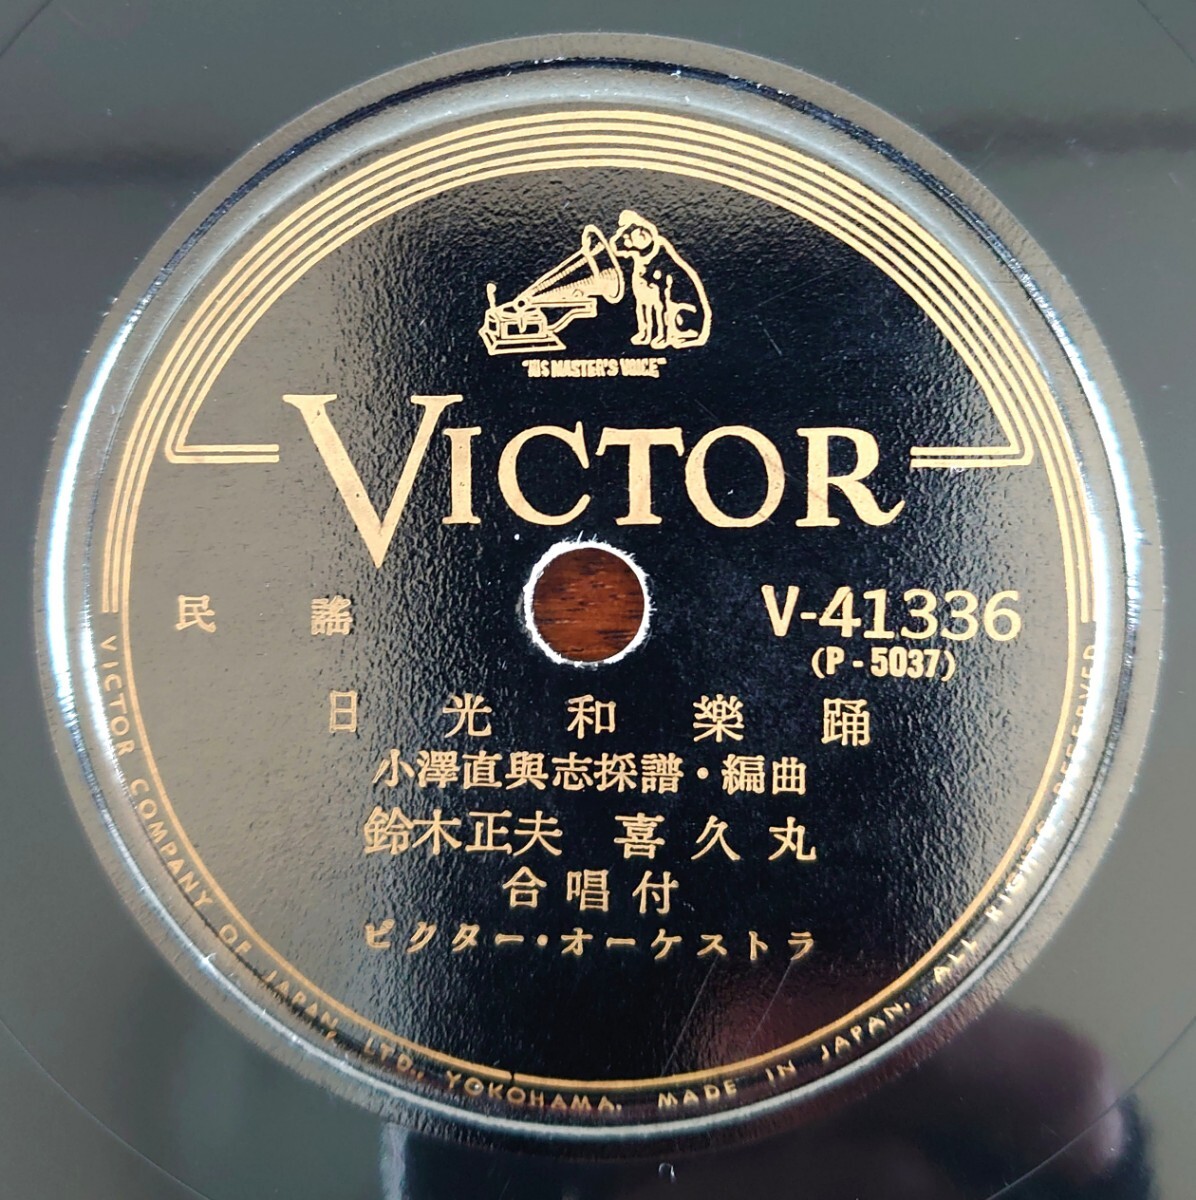 "HIS MASTER'S VOICE"
VICTOR
民謠
V-41336
(P-5037)
日光和樂踊
小澤直與志採譜・編曲
鈴木正夫 喜久丸
合唱付
ビクター・オーケストラ
VICTOR COMPANY OF JAPAN, LTD., YOKOHAMA. MADE IN JAPAN. ALL RIGHTS RESERVED